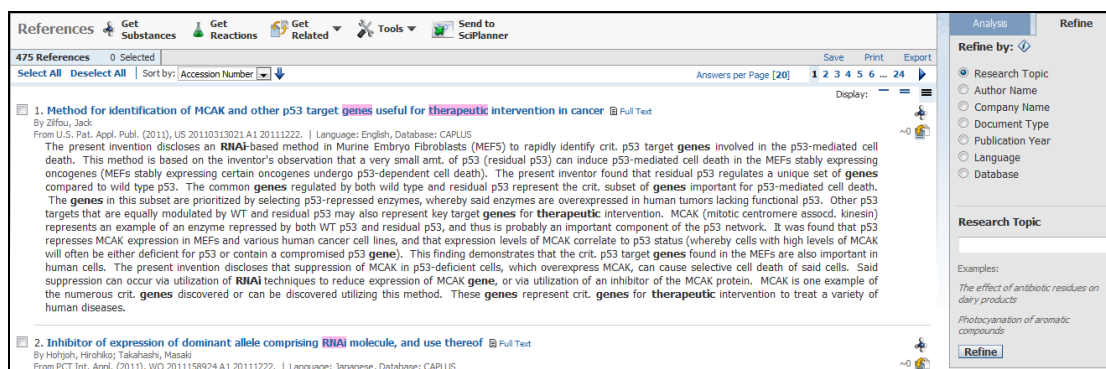 References Get Substances Get Reactions Get Related Tools Send to SciPlanner
Analysis Refine
475 References 0 Selected Save Print Export
Select All Deselect All Sort by: Accession Number Answers per Page [20] 1 2 3 4 5 6 ... 24
Display:
1. Method for identification of MCAK and other p53 target genes useful for therapeutic intervention in cancer Full Text
By Zilfou, Jack
From U.S. Pat. Appl. Publ. (2011), US 20110313021 A1 20111222. | Language: English, Database: CAPLUS
~0
The present invention discloses an RNAi-based method in Murine Embryo Fibroblasts (MEF5) to rapidly identify crit. p53 target genes involved in the p53-mediated cell
death. This method is based on the inventor's observation that a very small amt. of p53 (residual p53) can induce p53-mediated cell death in the MEFs stably expressing
oncogenes (MEFs stably expressing certain oncogenes undergo p53-dependent cell death). The present inventor found that residual p53 regulates a unique set of genes
compared to wild type p53. The common genes regulated by both wild type and residual p53 represent the crit. subset of genes important for p53-mediated cell death.
The genes in this subset are prioritized by selecting p53-repressed enzymes, whereby said enzymes are overexpressed in human tumors lacking functional p53. Other p53
targets that are equally modulated by WT and residual p53 may also represent key target genes for therapeutic intervention. MCAK (mitotic centromere assocd. kinesin)
represents an example of an enzyme repressed by both WT p53 and residual p53, and thus is probably an important component of the p53 network. It was found that p53
represses MCAK expression in MEFs and various human cancer cell lines, and that expression levels of MCAK correlate to p53 status (whereby cells with high levels of MCAK
will often be either deficient for p53 or contain a compromised p53 gene). This finding demonstrates that the crit. p53 target genes found in the MEFs are also important in
human cells. The present invention discloses that suppression of MCAK in p53-deficient cells, which overexpress MCAK, can cause selective cell death of said cells. Said
suppression can occur via utilization of RNAi techniques to reduce expression of MCAK gene, or via utilization of an inhibitor of the MCAK protein. MCAK is one example of
the numerous crit. genes discovered or can be discovered utilizing this method. These genes represent crit. genes for therapeutic intervention to treat a variety of
human diseases.
2. Inhibitor of expression of dominant allele comprising RNAi molecule, and use thereof Full Text
By Hohjoh, Hirohiko; Takahashi, Masaki
From PCT Int. Appl. (2011), WO 2011158924 A1 20111222. | Language: Japanese, Database: CAPLUS
~0
Refine by:
Research Topic
Author Name
Company Name
Document Type
Publication Year
Language
Database
Research Topic
Examples:
The effect of antibiotic residues on
dairy products
Photocyanation of aromatic
compounds
Refine